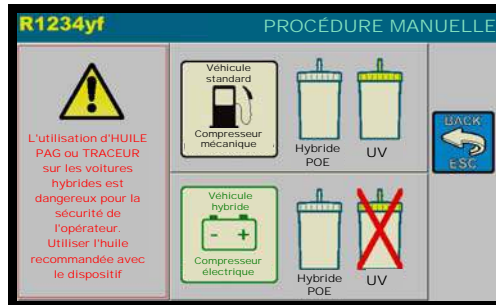 R1234yf
PROCÉDURE MANUELLE
L'utilisation d'HUILE
PAG ou TRACEUR
sur les voitures
hybrides est
dangereux pour la
sécurité de
l'opérateur.
Utiliser l'huile
recommandée avec
le dispositif
Véhicule
standard
Compresseur
mécanique
Hybride
POE
UV
Véhicule
hybride
- +
Compresseur
électrique
Hybride
POE
UV
BACK
ESC